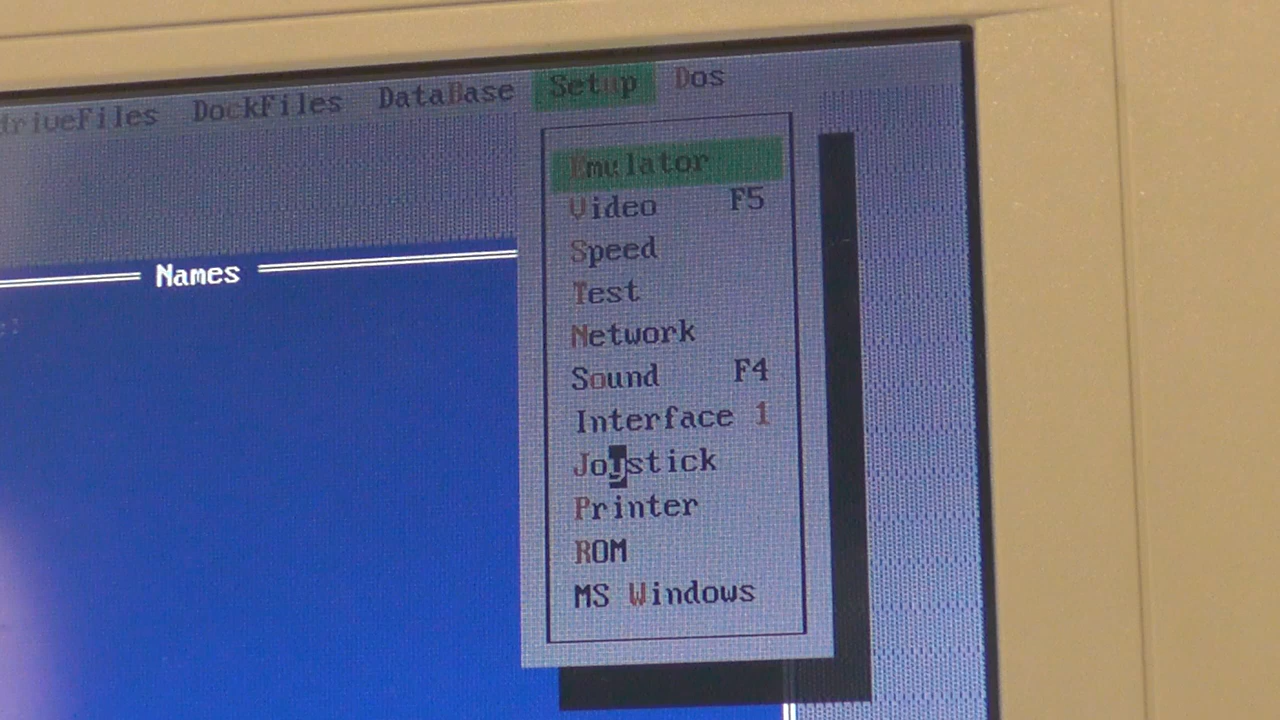 driveFiles DockFiles DataBase Setup Dos
Names
Emulator
Video F5
Speed
Test
Network
Sound F4
Interface 1
Joystick
Printer
ROM
MS Windows